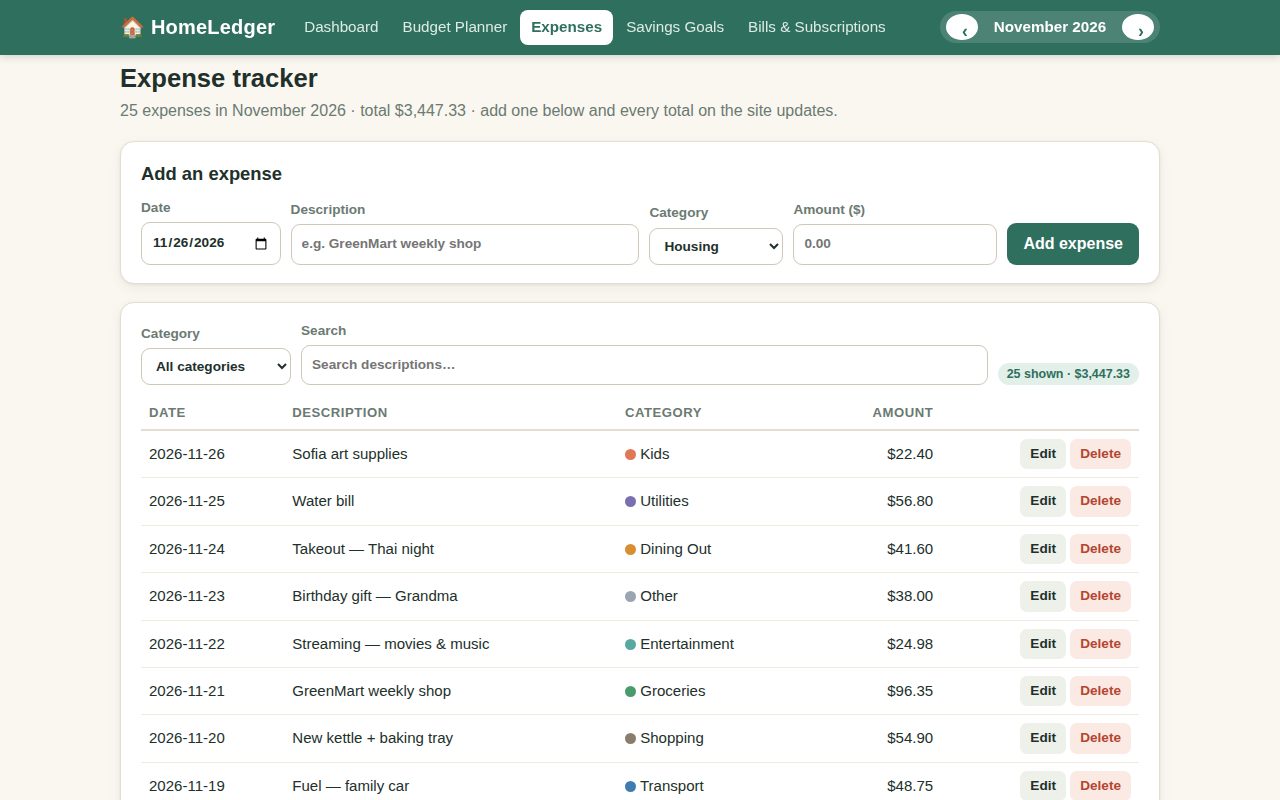 🏠 HomeLedger Dashboard Budget Planner Expenses Savings Goals Bills & Subscriptions ‹ November 2026 ›
Expense tracker
25 expenses in November 2026 · total $3,447.33 · add one below and every total on the site updates.
Add an expense
Date Description Category Amount ($)
11/26/2026 e.g. GreenMart weekly shop Housing 0.00 Add expense
Category Search
All categories Search descriptions… 25 shown · $3,447.33
DATE DESCRIPTION CATEGORY AMOUNT
2026-11-26 Sofia art supplies Kids $22.40 Edit Delete
2026-11-25 Water bill Utilities $56.80 Edit Delete
2026-11-24 Takeout — Thai night Dining Out $41.60 Edit Delete
2026-11-23 Birthday gift — Grandma Other $38.00 Edit Delete
2026-11-22 Streaming — movies & music Entertainment $24.98 Edit Delete
2026-11-21 GreenMart weekly shop Groceries $96.35 Edit Delete
2026-11-20 New kettle + baking tray Shopping $54.90 Edit Delete
2026-11-19 Fuel — family car Transport $48.75 Edit Delete